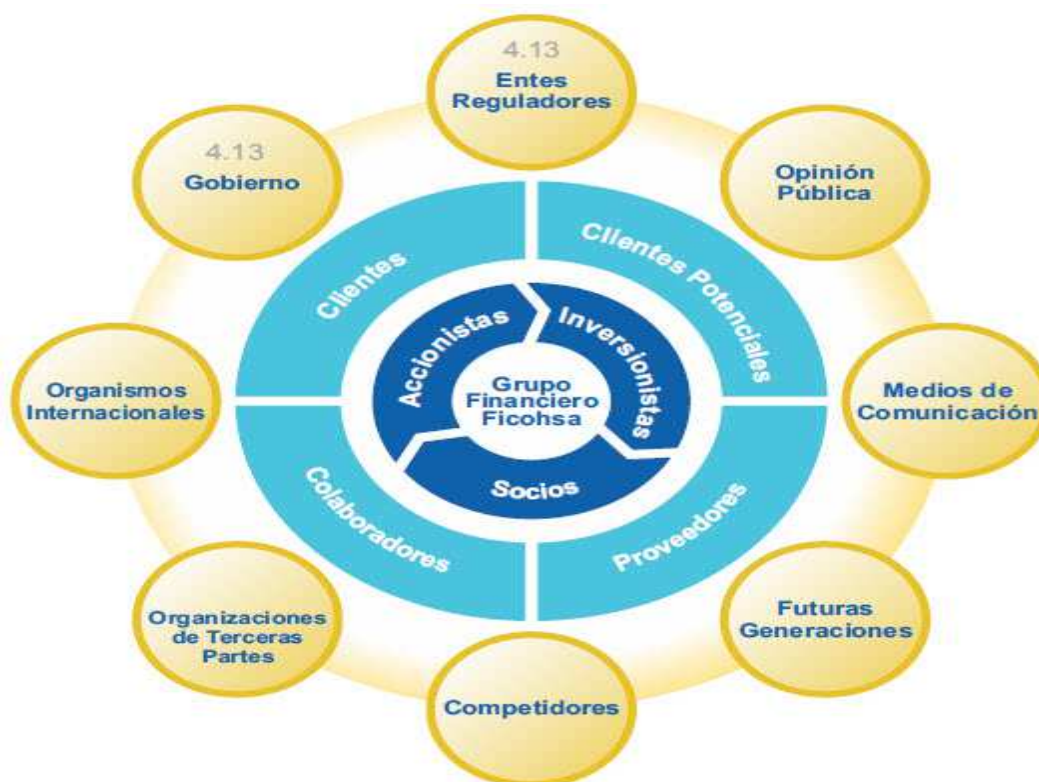 4.13
Entes
Reguladores
4.13
Gobierno
Opinión
Pública
Clientes
Clientes Potenciales
Accionistas
Inversionistas
Grupo
Financiero
Ficohsa
Organismos
Internacionales
Medios de
Comunicación
Socios
Colaboradores
Proveedores
Organizaciones
de Terceras
Partes
Futuras
Generaciones
Competidores